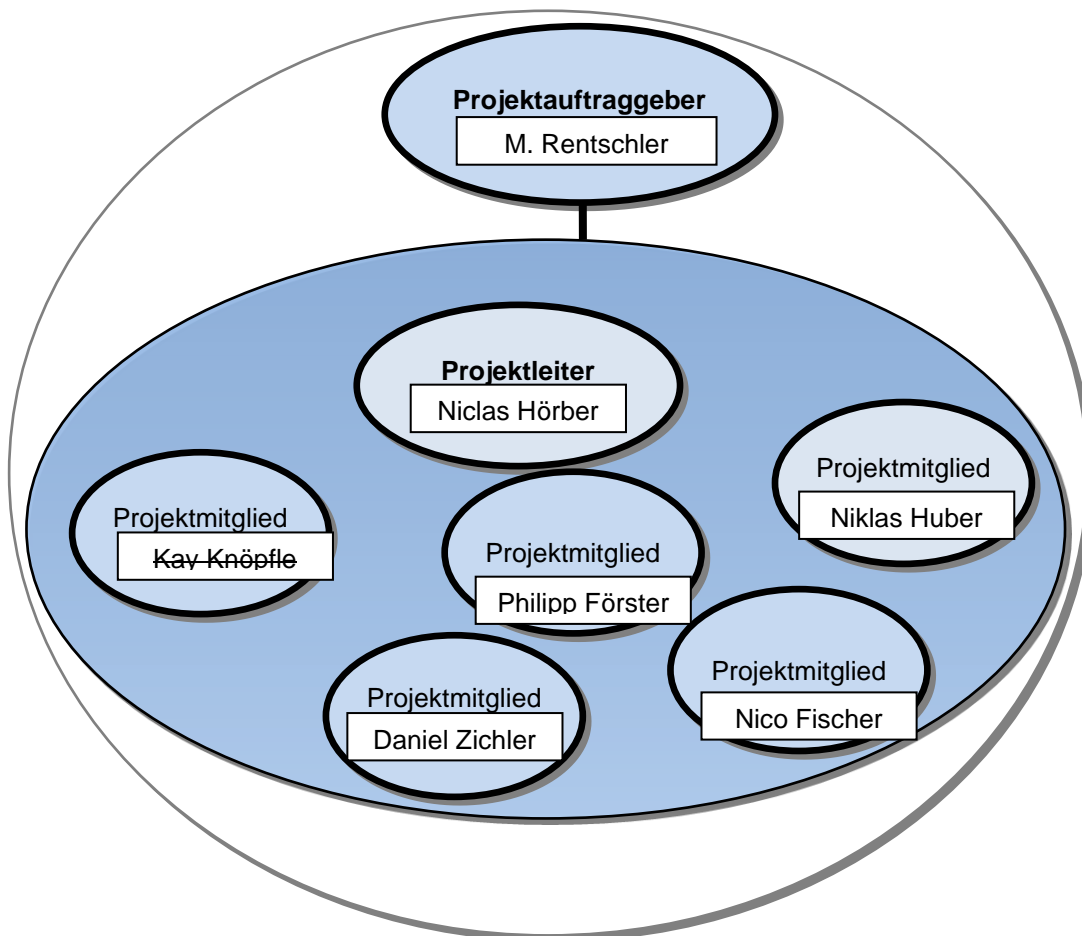 Projektauftraggeber
M. Rentschler
Projektleiter
Niclas Hörber
Projektmitglied
Niklas Huber
Projektmitglied
Kay Knöpfle
Projektmitglied
Philipp Förster
Projektmitglied
Nico Fischer
Projektmitglied
Daniel Zichler